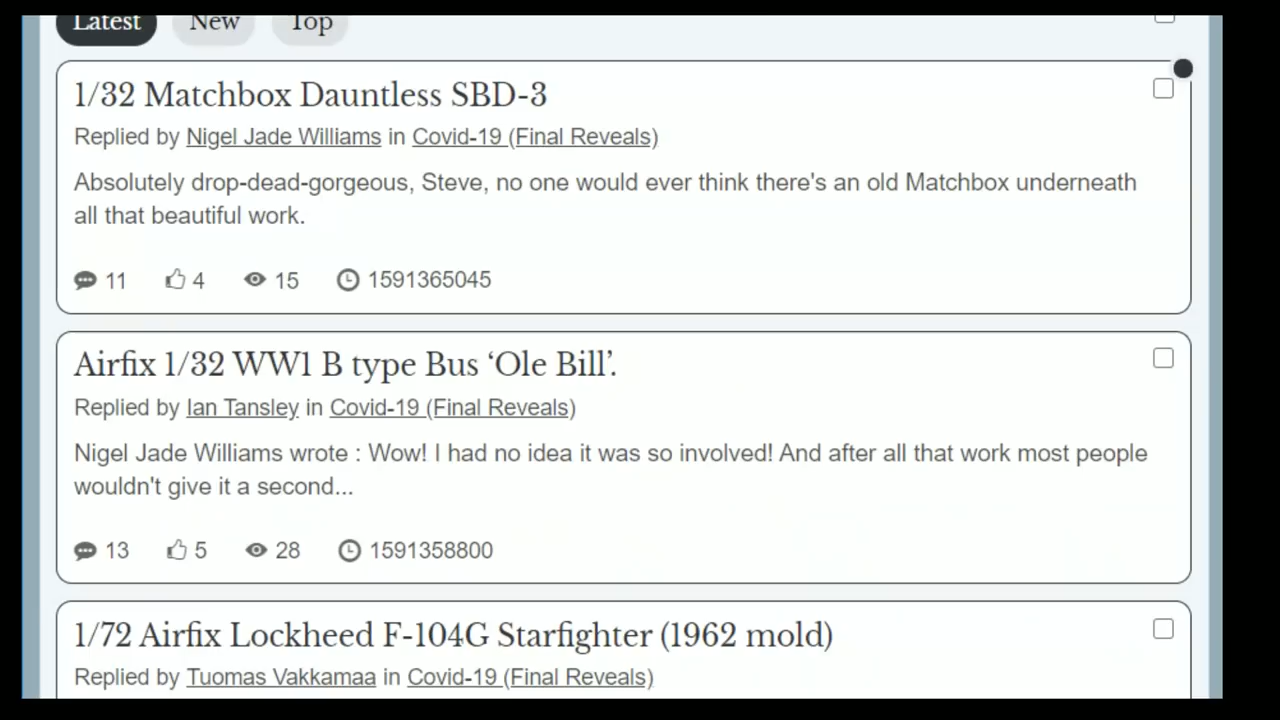 Latest New Top
1/32 Matchbox Dauntless SBD-3
Replied by Nigel Jade Williams in Covid-19 (Final Reveals)
Absolutely drop-dead-gorgeous, Steve, no one would ever think there's an old Matchbox underneath
all that beautiful work.
11 4 15 1591365045
Airfix 1/32 WW1 B type Bus ‘Ole Bill’.
Replied by Ian Tansley in Covid-19 (Final Reveals)
Nigel Jade Williams wrote : Wow! I had no idea it was so involved! And after all that work most people
wouldn't give it a second...
13 5 28 1591358800
1/72 Airfix Lockheed F-104G Starfighter (1962 mold)
Replied by Tuomas Vakkamaa in Covid-19 (Final Reveals)